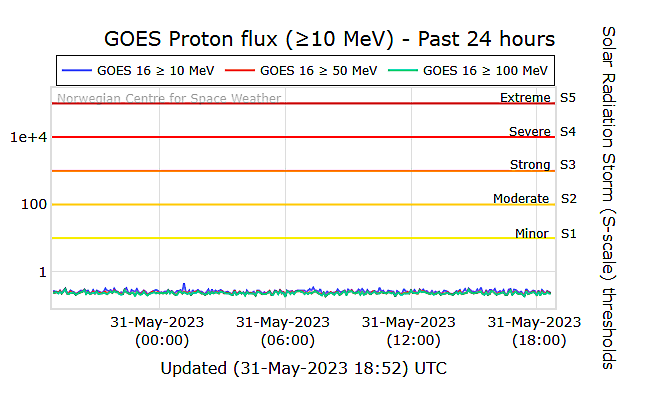 GOES Proton flux (≥10 MeV) - Past 24 hours
GOES 16 ≥ 10 MeV GOES 16 ≥ 50 MeV GOES 16 ≥ 100 MeV
Norwegian Centre for Space Weather
Extreme S5
1e+4 Severe S4
Strong S3
100 Moderate S2
Minor S1
1
Solar Radiation Storm (S-scale) thresholds
31-May-2023 31-May-2023 31-May-2023 31-May-2023
(00:00) (06:00) (12:00) (18:00)
Updated (31-May-2023 18:52) UTC